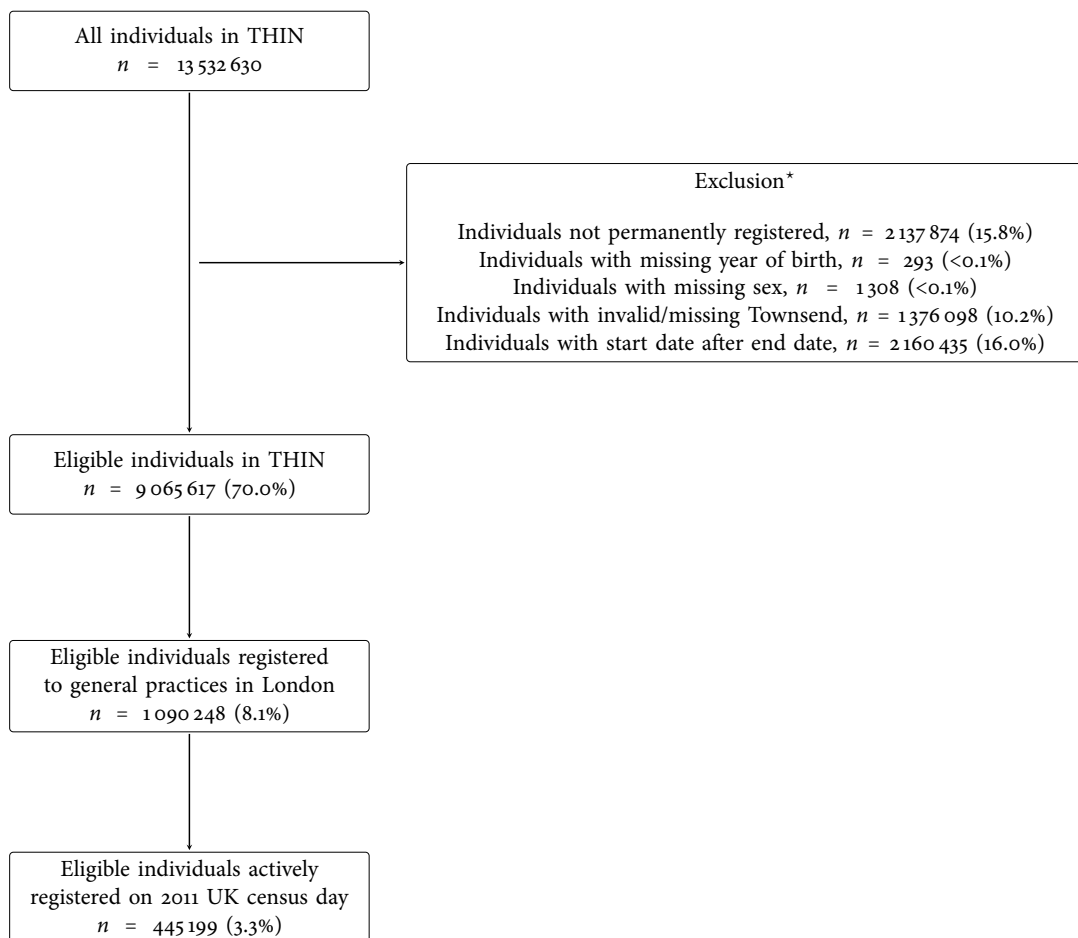 All individuals in THIN
n = 13 532 630
Exclusion*
Individuals not permanently registered, n = 2 137 874 (15.8%)
Individuals with missing year of birth, n = 293 (<0.1%)
Individuals with missing sex, n = 1 308 (<0.1%)
Individuals with invalid/missing Townsend, n = 1 376 098 (10.2%)
Individuals with start date after end date, n = 2 160 435 (16.0%)
Eligible individuals in THIN
n = 9 065 617 (70.0%)
Eligible individuals registered
to general practices in London
n = 1 090 248 (8.1%)
Eligible individuals actively
registered on 2011 UK census day
n = 445 199 (3.3%)